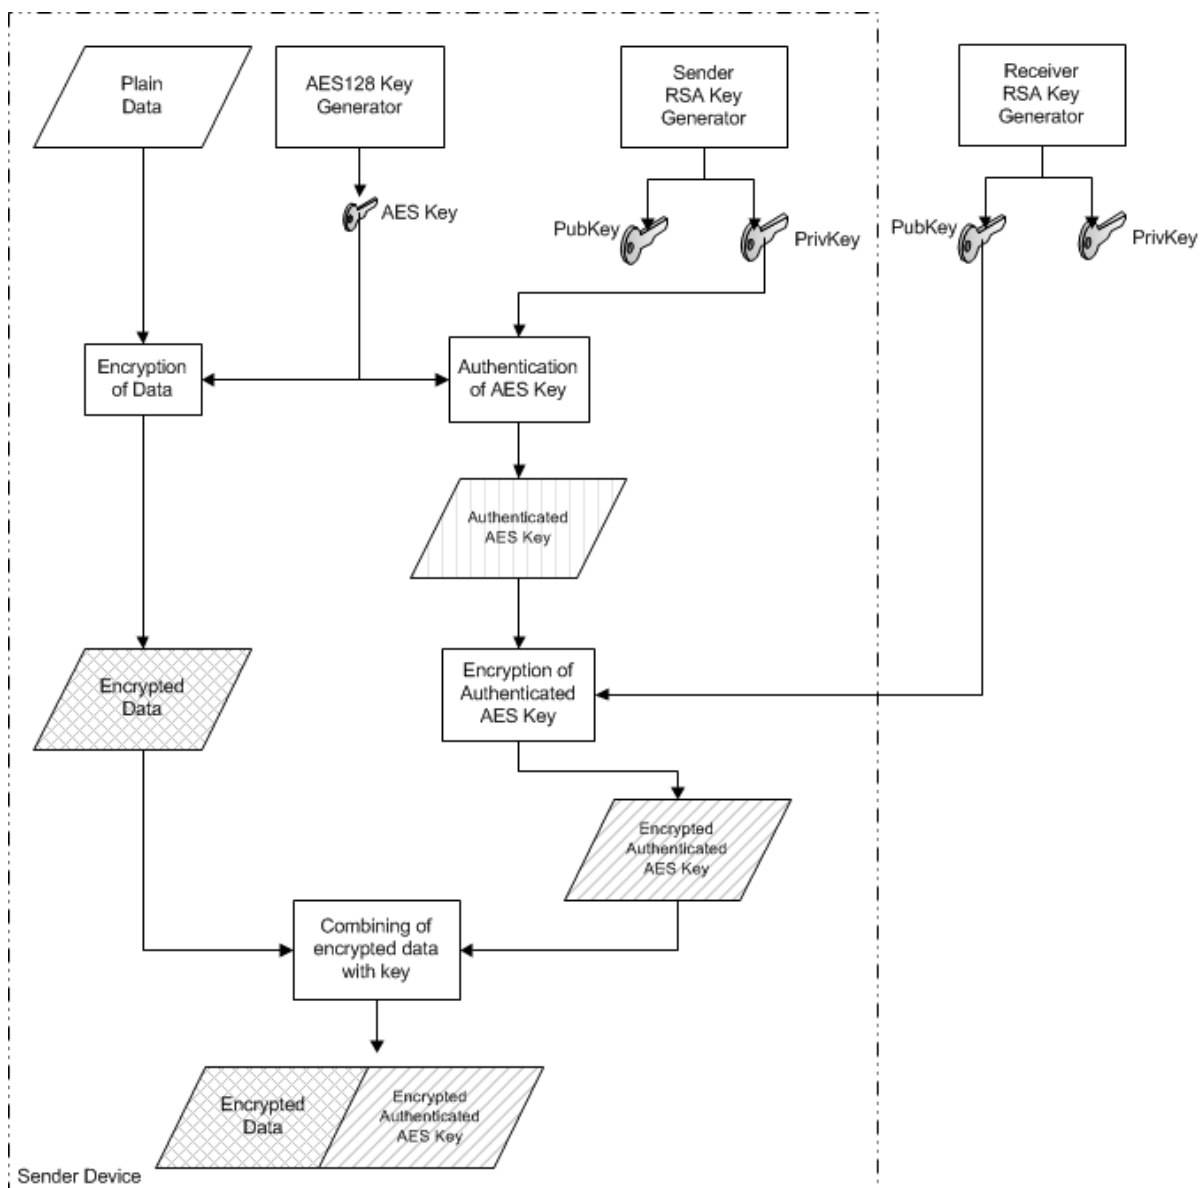 Plain
Data
AES128 Key
Generator
Sender
RSA Key
Generator
Receiver
RSA Key
Generator
AES Key
PubKey
PrivKey
PubKey
PrivKey
Encryption
of Data
Authentication
of AES Key
Authenticated
AES Key
Encrypted
Data
Encryption of
Authenticated
AES Key
Encrypted
Authenticated
AES Key
Combining of
encrypted data
with key
Encrypted
Data
Encrypted
Authenticated
AES Key
Sender Device